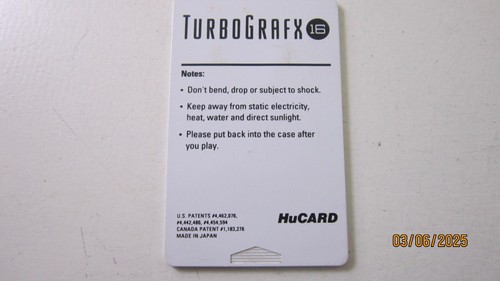 TURBOGRAFX 16
Notes:
• Don't bend, drop or subject to shock.
• Keep away from static electricity,
heat, water and direct sunlight.
• Please put back into the case after
you play.
U.S. PATENTS #4,462,076,
#4,442,486, #4,454,594
CANADA PATENT #1,183,276
MADE IN JAPAN
HuCARD
03/06/2025